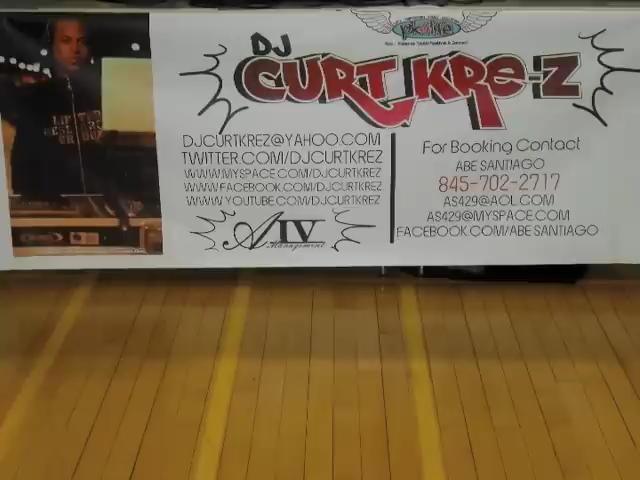 DJ
CURT KRE-Z
DJCURTKREZ@YAHOO.COM
TWITTER.COM/DJCURTKREZ
WWW.MYSPACE.COM/DJCURTKREZ
WWW.FACEBOOK.COM/DJCURTKREZ
WWW.YOUTUBE.COM/DJCURTKREZ
AIV
Management
For Booking Contact
ABE SANTIAGO
845-702-2717
AS429@AOL.COM
AS429@MYSPACE.COM
FACEBOOK.COM/ABE SANTIAGO